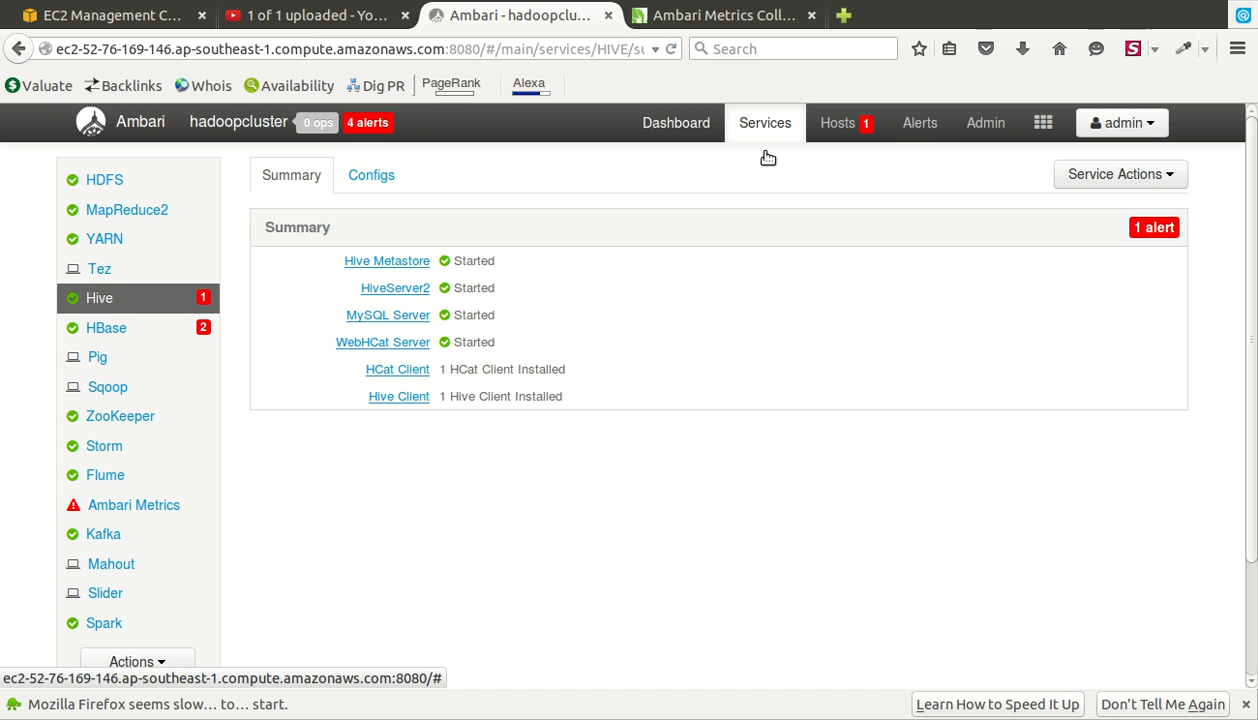 EC2 Management C... × 1 of 1 uploaded - Yo... × Ambari - hadoopclu... × Ambari Metrics Coll... ×
ec2-52-76-169-146.ap-southeast-1.compute.amazonaws.com:8080/#/main/services/HIVE/su Search
Valuate Backlinks Whois Availability Dig PR PageRank Alexa
Ambari hadoopcluster 0 ops 4 alerts Dashboard Services Hosts 1 Alerts Admin admin
HDFS
MapReduce2
YARN
Tez
Hive 1
HBase 2
Pig
Sqoop
ZooKeeper
Storm
Flume
Ambari Metrics
Kafka
Mahout
Slider
Spark
Actions
Summary Configs Service Actions
Summary 1 alert
Hive Metastore Started
HiveServer2 Started
MySQL Server Started
WebHCat Server Started
HCat Client 1 HCat Client Installed
Hive Client 1 Hive Client Installed
ec2-52-76-169-146.ap-southeast-1.compute.amazonaws.com:8080/#
Mozilla Firefox seems slow... to... start. Learn How to Speed It Up Don't Tell Me Again ×